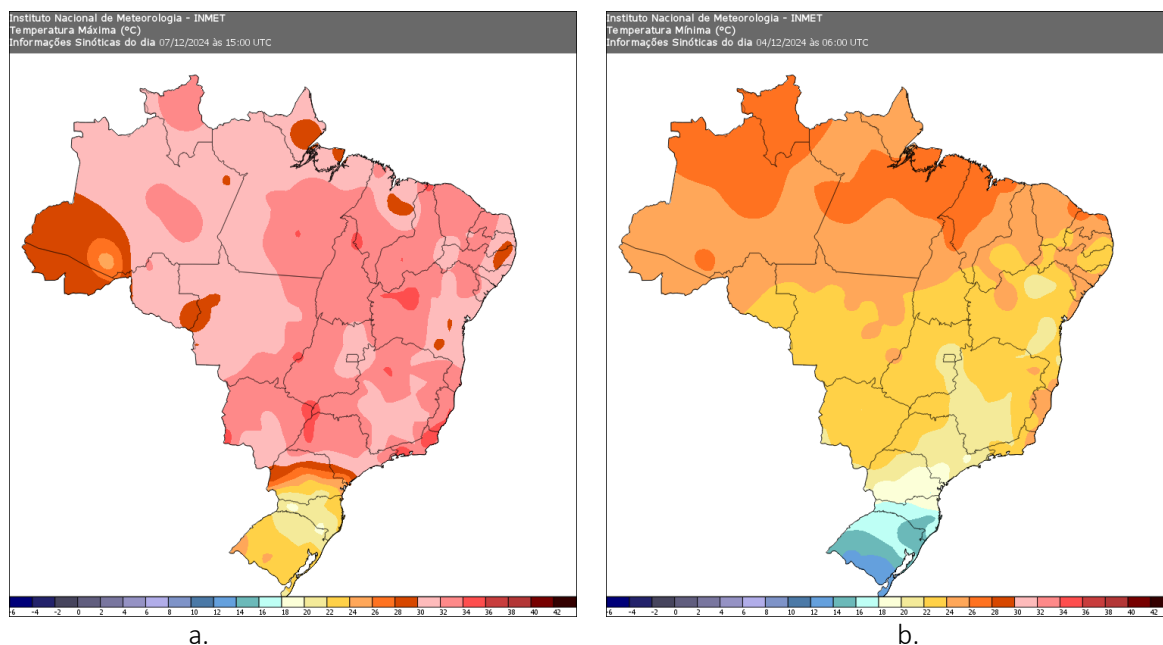 Instituto Nacional de Meteorologia - INMET
Temperatura Máxima (°C)
Informações Sinóticas do dia 07/12/2024 às 15:00 UTC
-6 -4 -2 0 2 4 6 8 10 12 14 16 18 20 22 24 26 28 30 32 34 36 38 40 42
a.
Instituto Nacional de Meteorologia - INMET
Temperatura Mínima (°C)
Informações Sinóticas do dia 04/12/2024 às 06:00 UTC
-6 -4 -2 0 2 4 6 8 10 12 14 16 18 20 22 24 26 28 30 32 34 36 38 40 42
b.